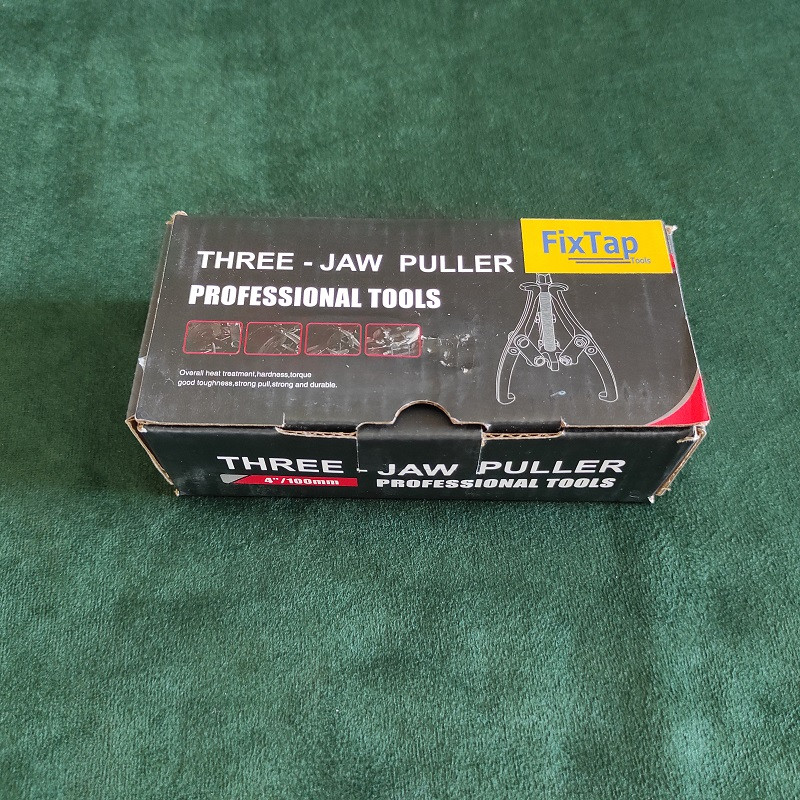 THREE - JAW PULLER
FixTap
Tools
PROFESSIONAL TOOLS
Overall heat treatment,hardness,torque
good toughness,strong pull,strong and durable.
THREE - JAW PULLER
4"/100mm PROFESSIONAL TOOLS